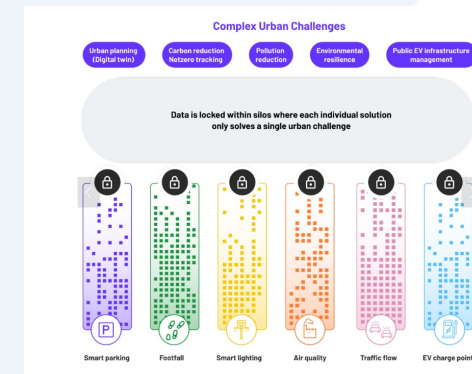 Complex Urban Challenges
Urban planning
(Digital twin)
Carbon reduction
Netzero tracking
Pollution
reduction
Environmental
resilience
Public EV infrastructure
management
Data is locked within silos where each individual solution
only solves a single urban challenge
P
Smart parking
Footfall
Smart lighting
Air quality
Traffic flow
EV charge point